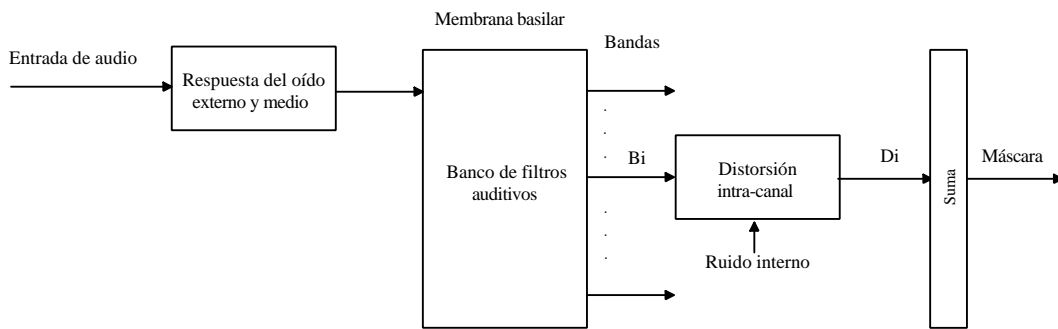 Membrana basilar
Entrada de audio
Bandas
Respuesta del oído
externo y medio
Banco de filtros
auditivos
Bi
Distorsión
intra-canal
Di
Suma
Máscara
Ruido interno